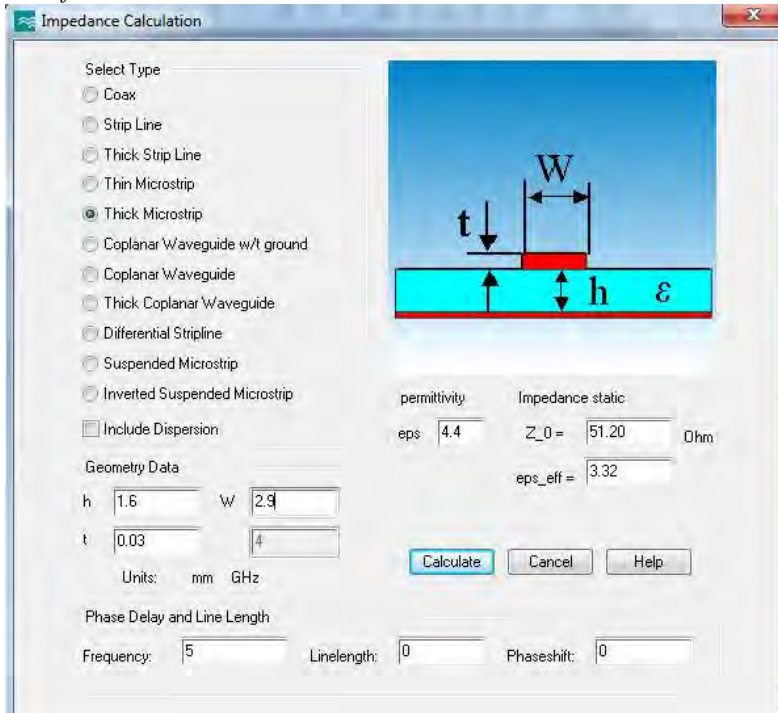 Impedance Calculation
Select Type
Coax
Strip Line
Thick Strip Line
Thin Microstrip
Thick Microstrip
Coplanar Waveguide w/t ground
Coplanar Waveguide
Thick Coplanar Waveguide
Differential Stripline
Suspended Microstrip
Inverted Suspended Microstrip
Include Dispersion
W
t
h ε
permittivity Impedance static
eps 4.4 Z_0 = 51.20 Ohm
eps_eff = 3.32
Geometry Data
h 1.6 W 2.9
t 0.03 4
Units: mm GHz
Calculate Cancel Help
Phase Delay and Line Length
Frequency: 5 Linelength: 0 Phaseshift: 0